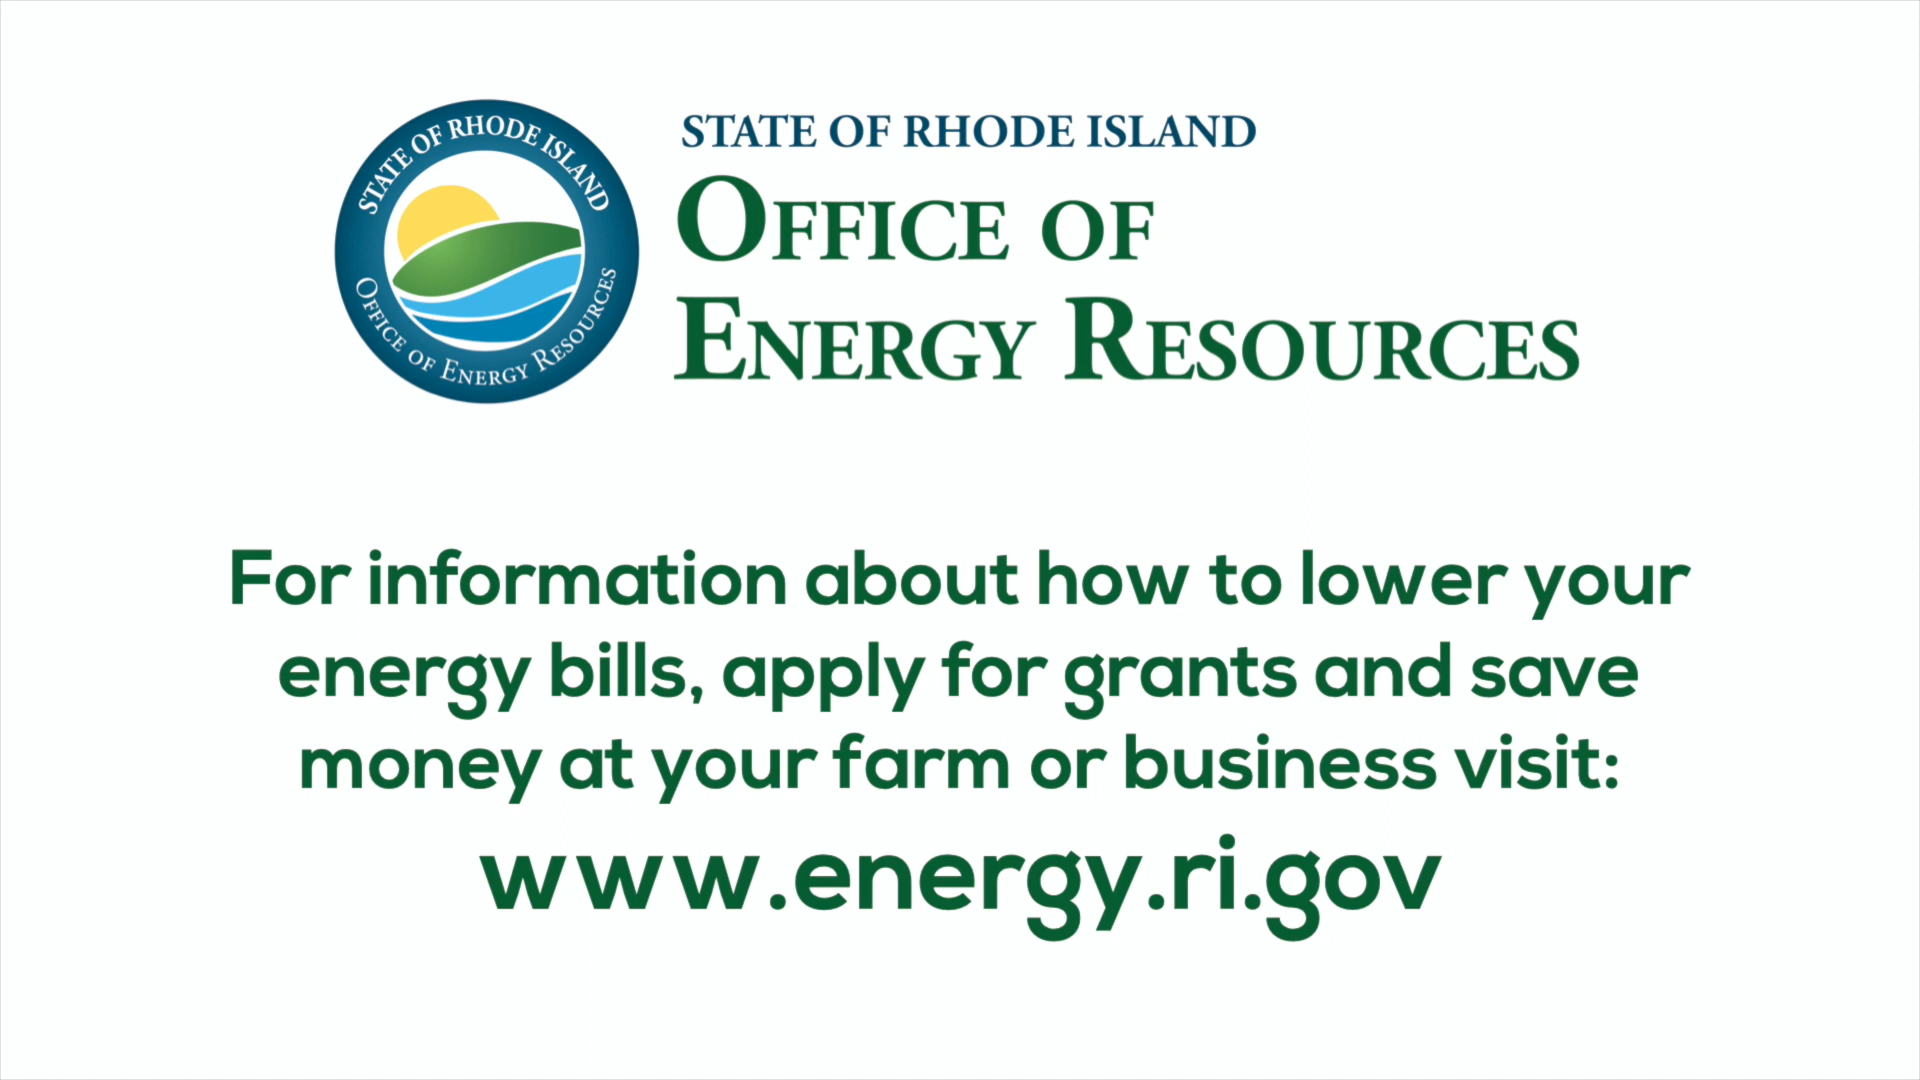 STATE OF RHODE ISLAND
OFFICE OF ENERGY RESOURCES
STATE OF RHODE ISLAND
OFFICE OF
ENERGY RESOURCES
For information about how to lower your
energy bills, apply for grants and save
money at your farm or business visit:
www.energy.ri.gov